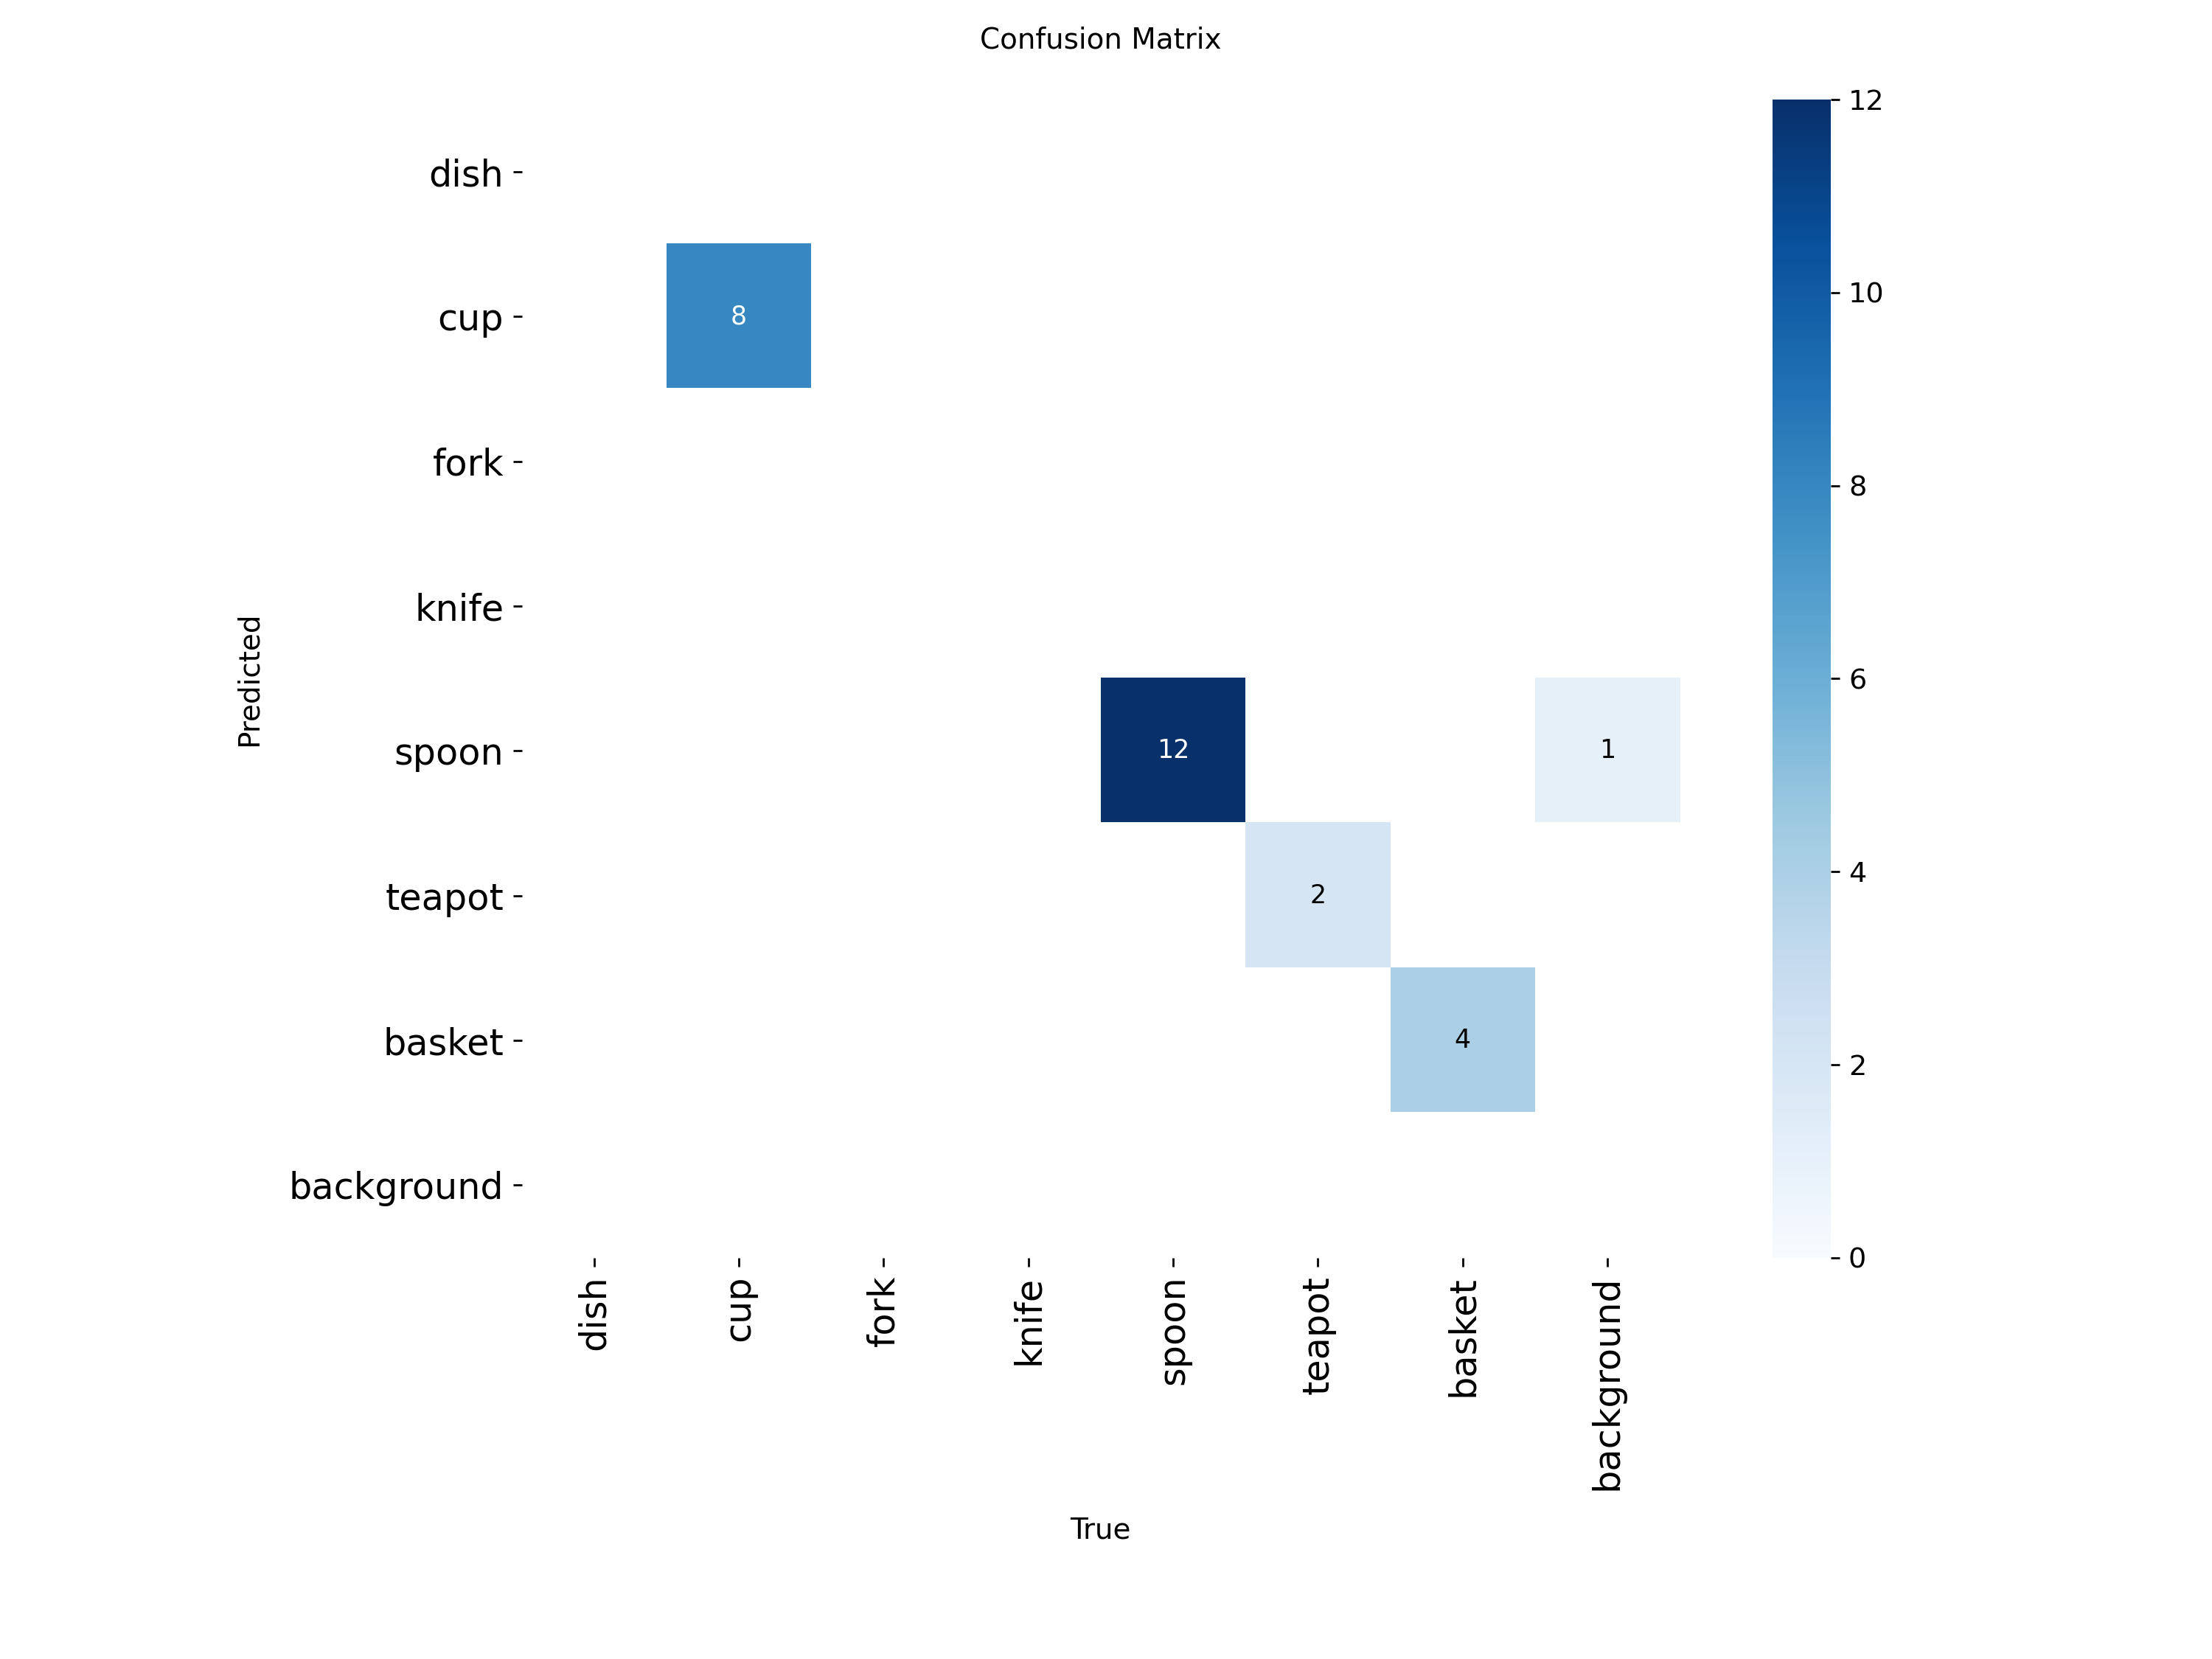 Confusion Matrix
dish
cup
fork
knife
spoon
teapot
basket
background
Predicted
8
12
1
2
4
dish
cup
fork
knife
spoon
teapot
basket
background
True
12
10
8
6
4
2
0